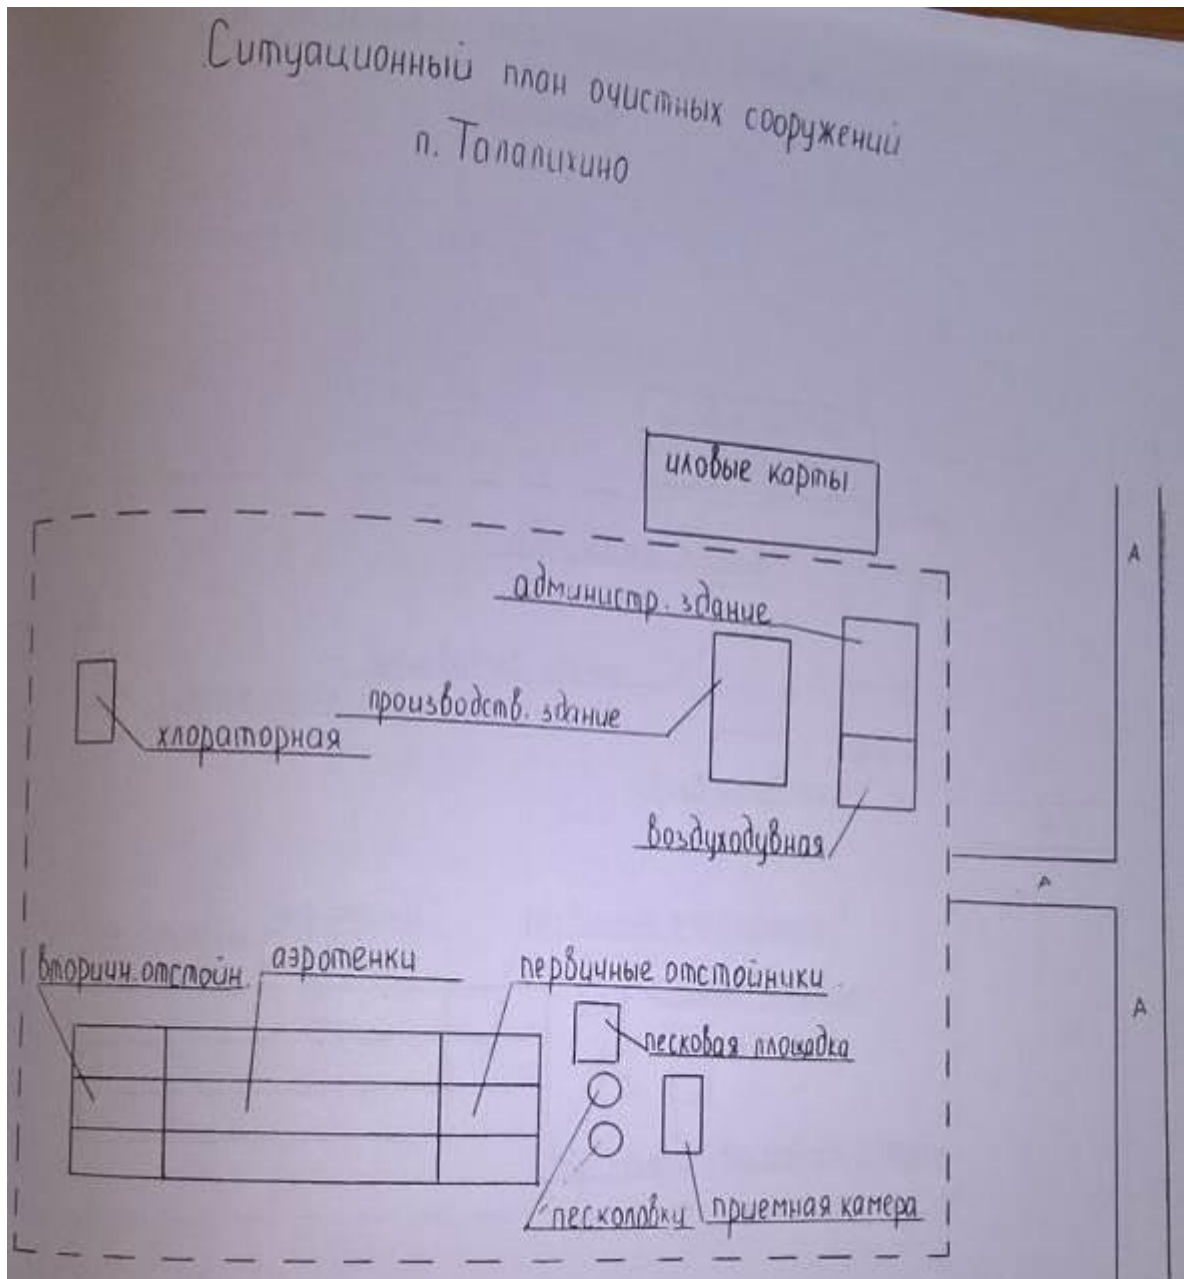 Ситуационный план очистных сооружений
п. Талалихино
иловые карты
А
администр. здание
производств. здание
хлораторная
воздуходувная
А
вторичн. отстойн.
аэротенки
первичные отстойники
А
песковая площадка
песколовки
приемная камера